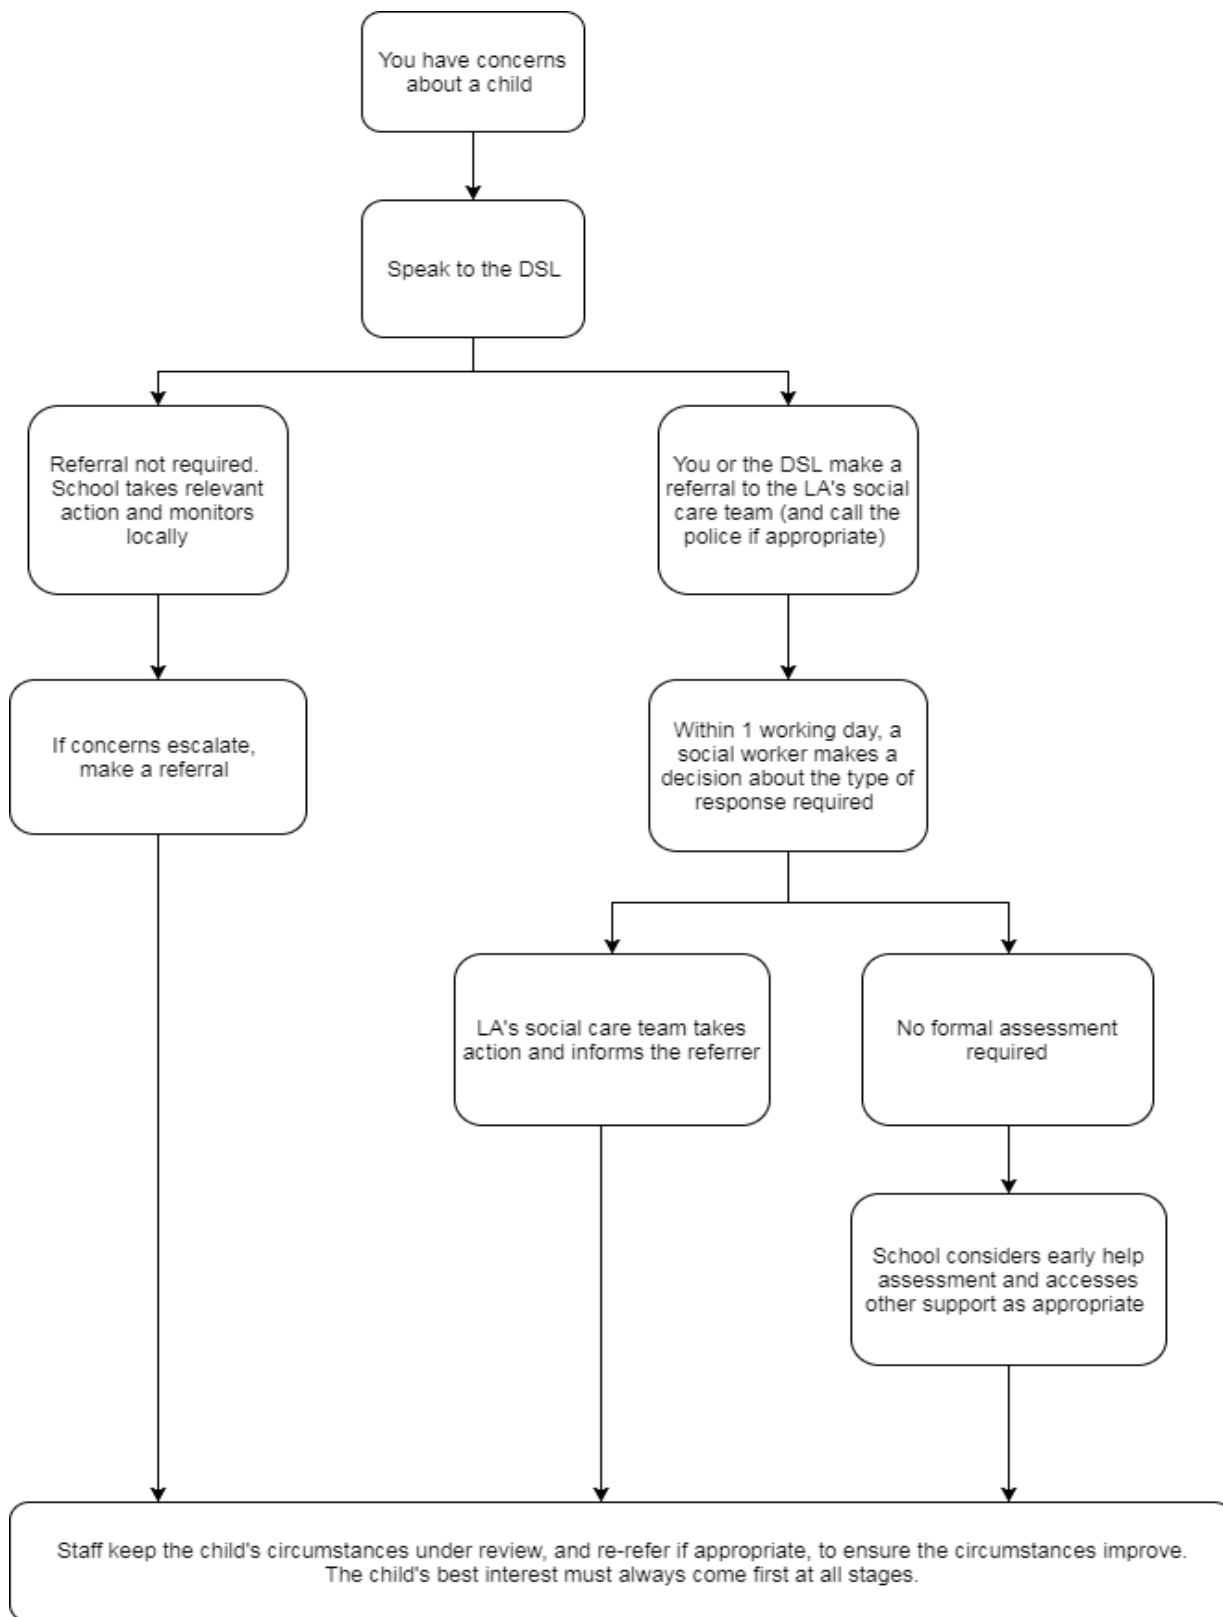 You have concerns
about a child
Speak to the DSL
Referral not required.
School takes relevant
action and monitors
locally
You or the DSL make a
referral to the LA's social
care team (and call the
police if appropriate)
If concerns escalate,
make a referral
Within 1 working day, a
social worker makes a
decision about the type of
response required
LA's social care team takes
action and informs the referrer
No formal assessment
required
School considers early help
assessment and accesses
other support as appropriate
Staff keep the child's circumstances under review, and re-refer if appropriate, to ensure the circumstances improve.
The child's best interest must always come first at all stages.